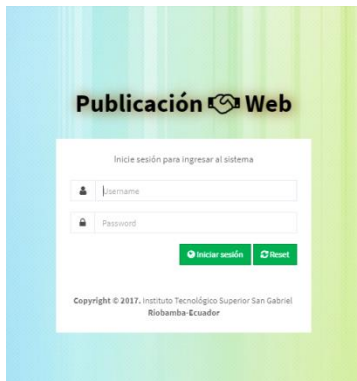 Publicación Web
Inicie sesión para ingresar al sistema
Username
Password
Iniciar sesión Reset
Copyright © 2017. Instituto Tecnológico Superior San Gabriel
Riobamba-Ecuador